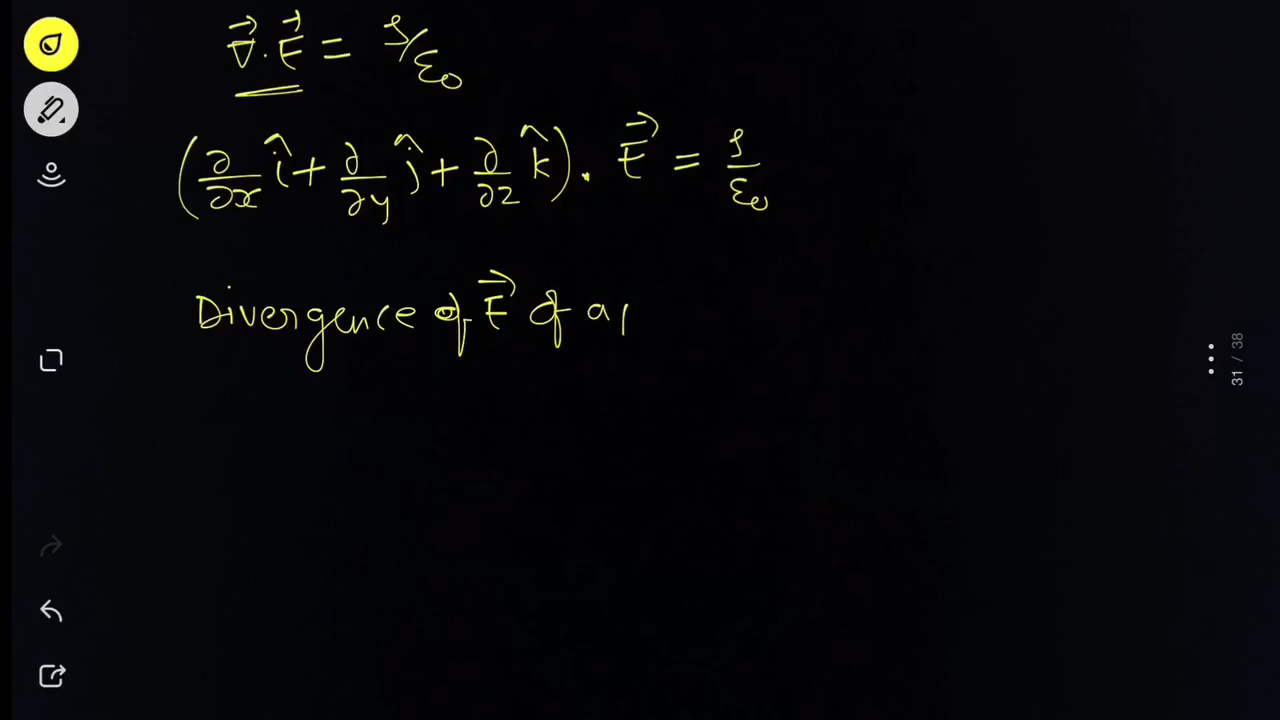 ∇⃗·E⃗ = ρ/ε₀
(∂/∂x î + ∂/∂y ĵ + ∂/∂z k̂) · E⃗ = ρ/ε₀
Divergence of E⃗ of a
31 / 38